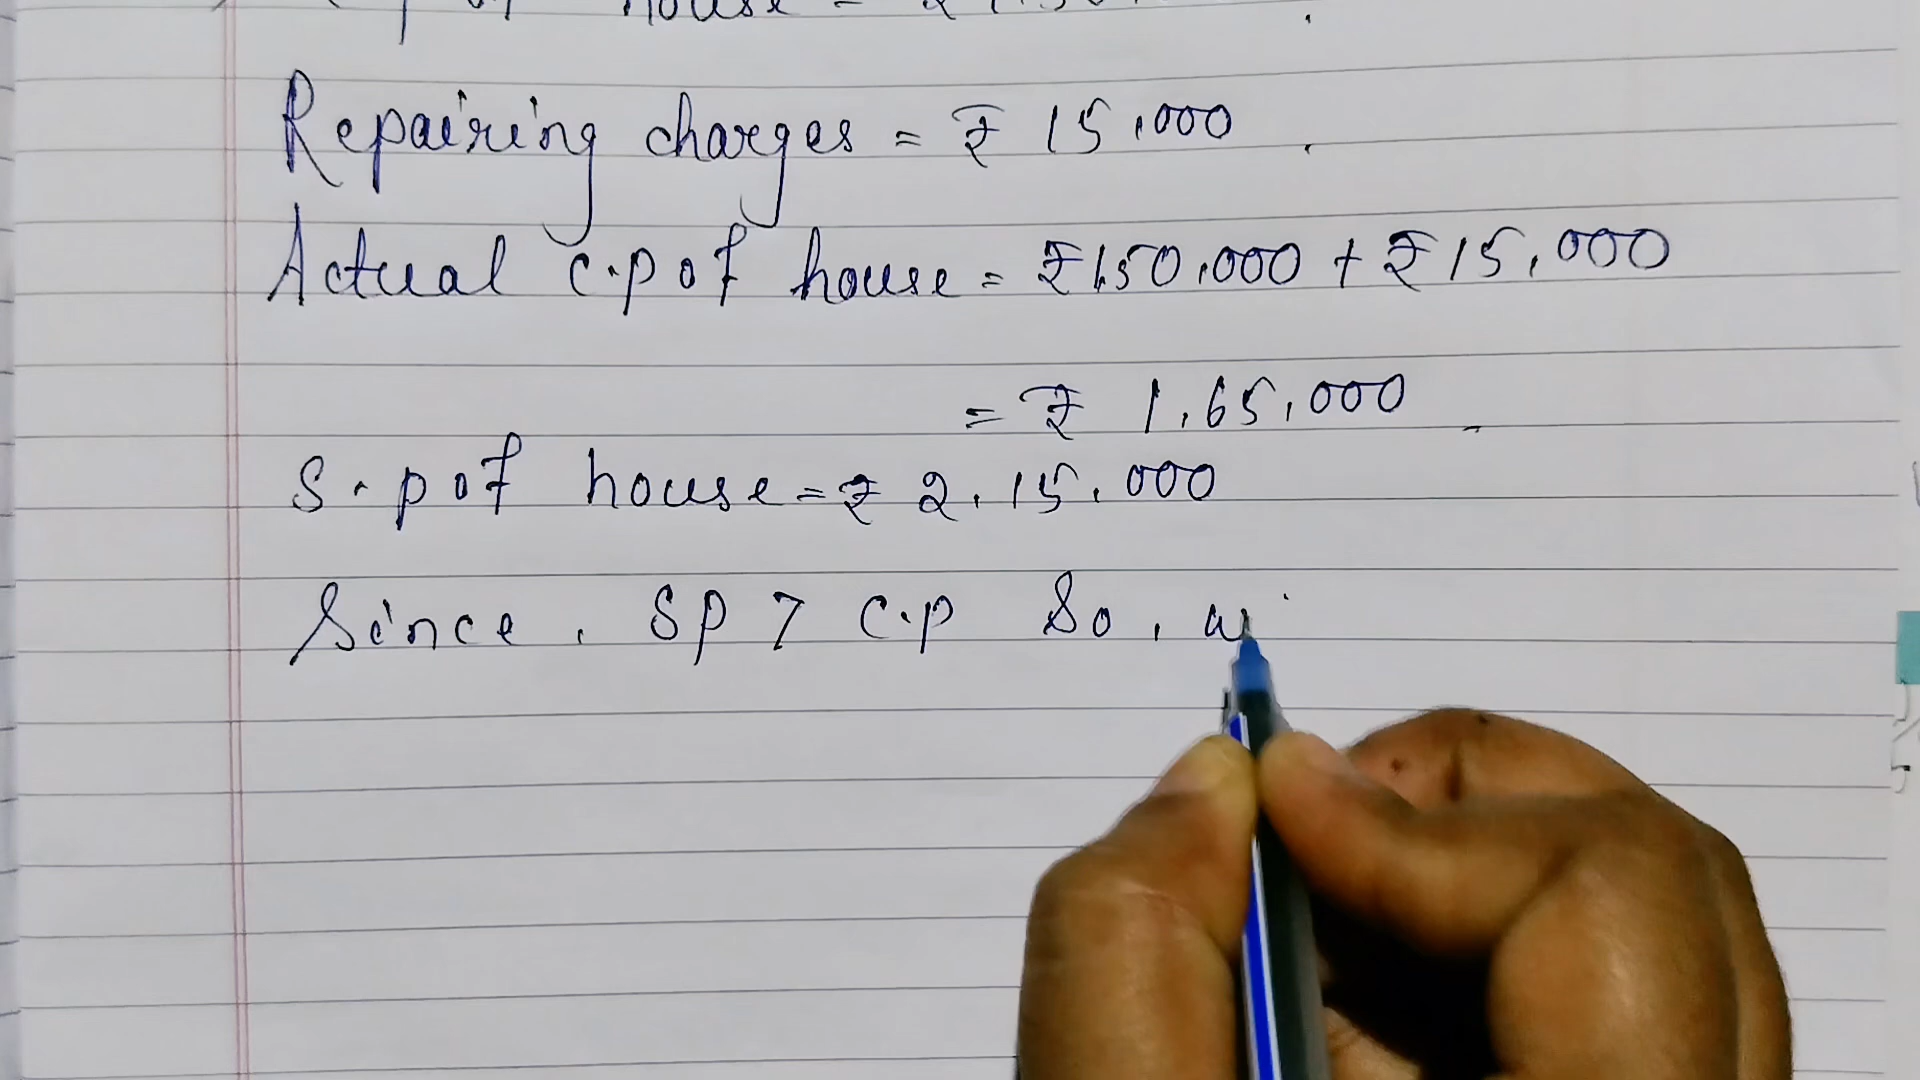 house =
Repairing charges = ₹ 15,000.
Actual c.p of house = ₹1,50,000 + ₹15,000
= ₹ 1,65,000.
S.p of house = ₹ 2,15,000
Since, SP > C.p So,